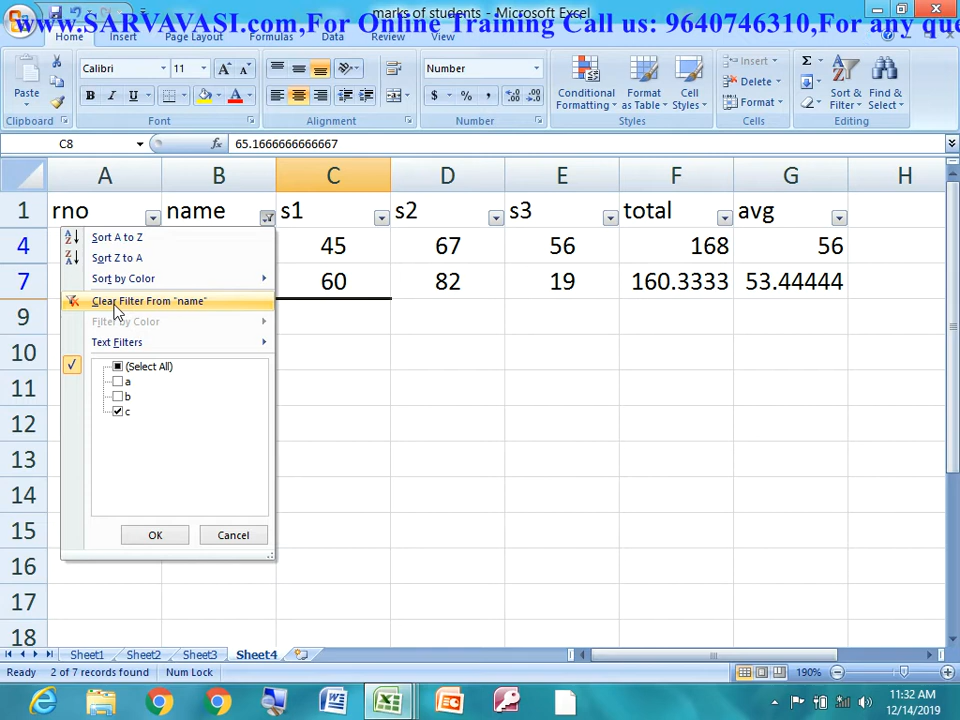 marks of students - Microsoft Excel
www.SARVAVASI.com,For Online Training Call us: 9640746310,For any que
Home Insert Page Layout Formulas Data Review View
Paste
Calibri 11
Number
Conditional Formatting
Format as Table
Cell Styles
Insert
Delete
Format
Sort & Filter
Find & Select
Clipboard Font Alignment Number Styles Cells Editing
C8 fx 65.1666666666667
A B C D E F G H
1 rno name s1 s2 s3 total avg
4 45 67 56 168 56
7 60 82 19 160.3333 53.44444
9
10
11
12
13
14
15
16
17
18
Sort A to Z
Sort Z to A
Sort by Color
Clear Filter From "name"
Filter by Color
Text Filters
(Select All)
a
b
c
OK Cancel
Sheet1 Sheet2 Sheet3 Sheet4
Ready 2 of 7 records found Num Lock 190%
11:32 AM
12/14/2019